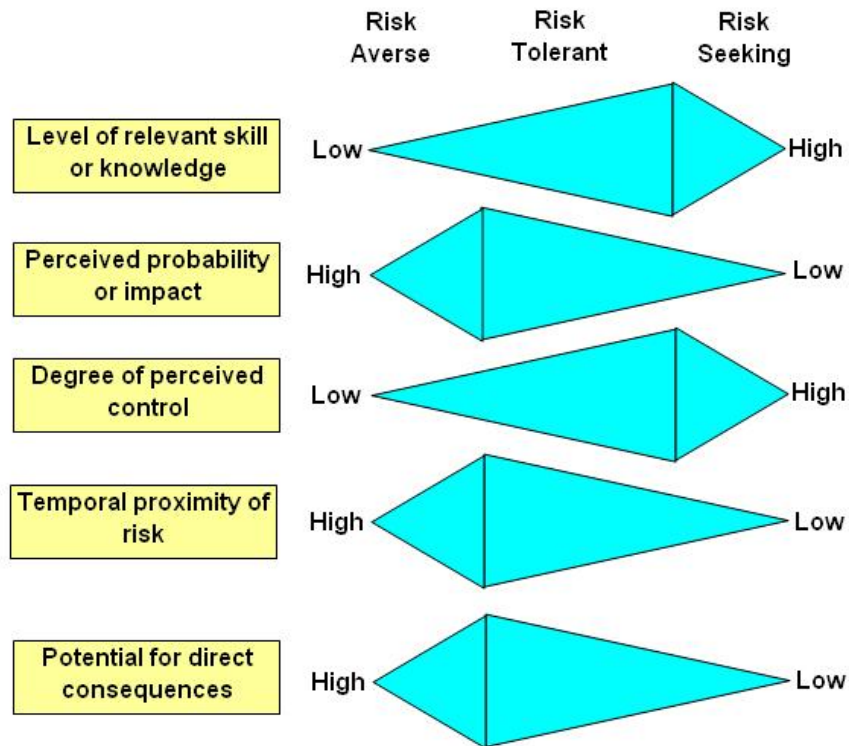 Risk
Averse
Risk
Tolerant
Risk
Seeking
Level of relevant skill
or knowledge
Low
High
Perceived probability
or impact
High
Low
Degree of perceived
control
Low
High
Temporal proximity of
risk
High
Low
Potential for direct
consequences
High
Low